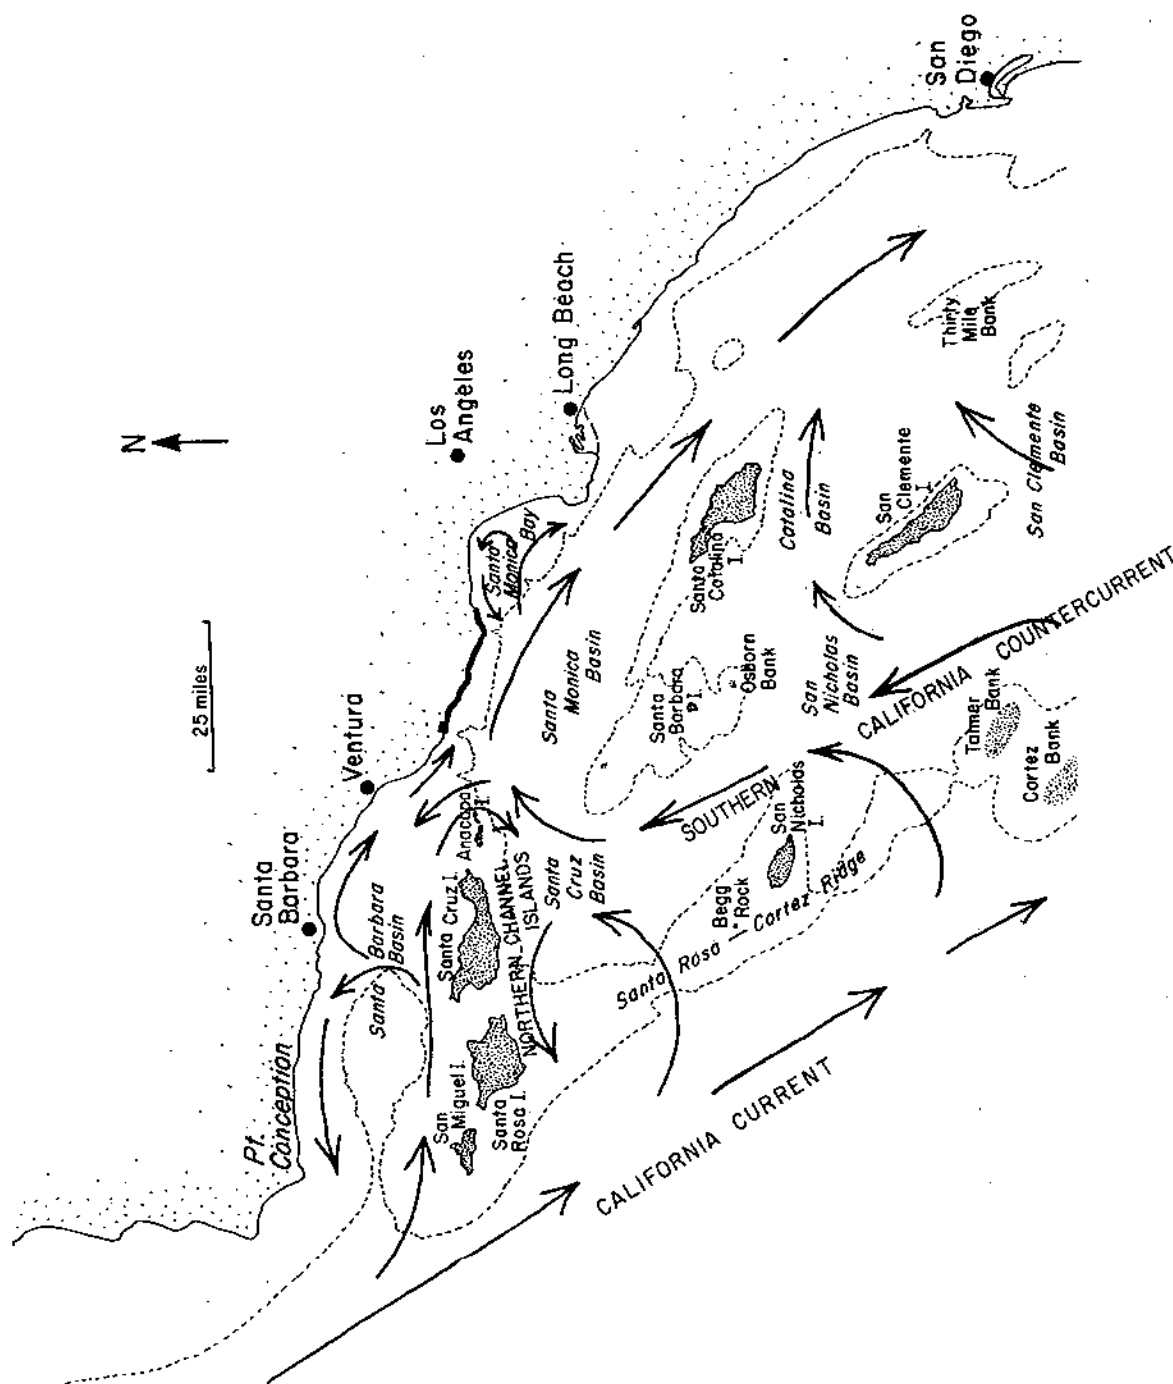 N
25 miles
Pt.
Conception
Santa
Barbara
Ventura
Los
Angeles
Long Beach
San
Diego
Santa
Barbara
Basin
San
Miguel I.
Santa
Rosa I.
Santa Cruz I.
Anacapa
I.
NORTHERN CHANNEL
ISLANDS
Santa
Cruz
Basin
Santa
Monica
Bay
Santa
Monica
Basin
Santa
Barbara
I.
Osborn
Bank
Santa
Catalina
I.
Catalina
Basin
San
Clemente
I.
San Clemente
Basin
Thirty
Mile
Bank
San
Nicholas
Basin
Begg
Rock
San
Nicholas
I.
Santa Rosa — Cortez Ridge
Tanner
Bank
Cortez
Bank
SOUTHERN CALIFORNIA COUNTERCURRENT
CALIFORNIA CURRENT